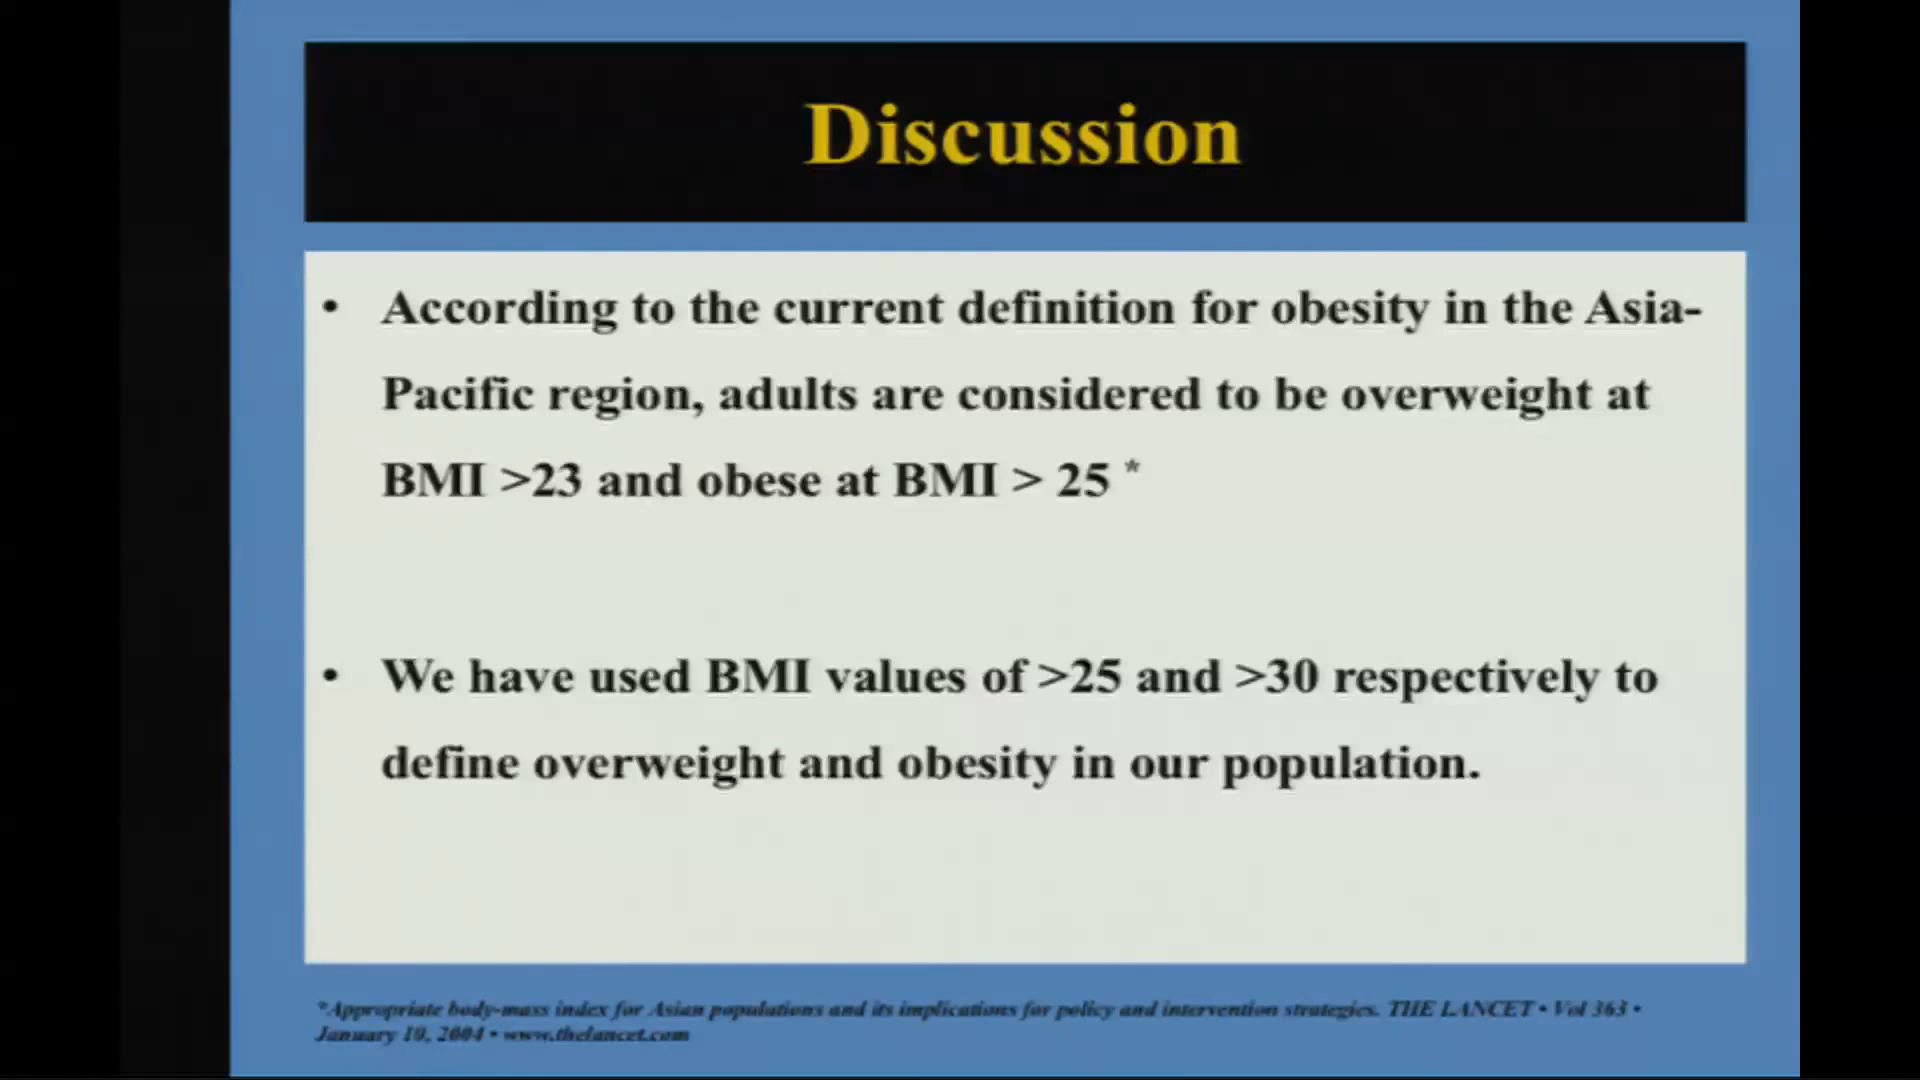 Discussion
• According to the current definition for obesity in the Asia-
Pacific region, adults are considered to be overweight at
BMI >23 and obese at BMI > 25 *
• We have used BMI values of >25 and >30 respectively to
define overweight and obesity in our population.
*Appropriate body-mass index for Asian populations and its implications for policy and intervention strategies. THE LANCET • Vol 363 •
January 10, 2004 • www.thelancet.com